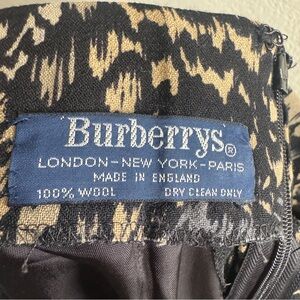 Burberrys®
LONDON-NEW YORK-PARIS
MADE IN ENGLAND
100% WOOL DRY CLEAN ONLY